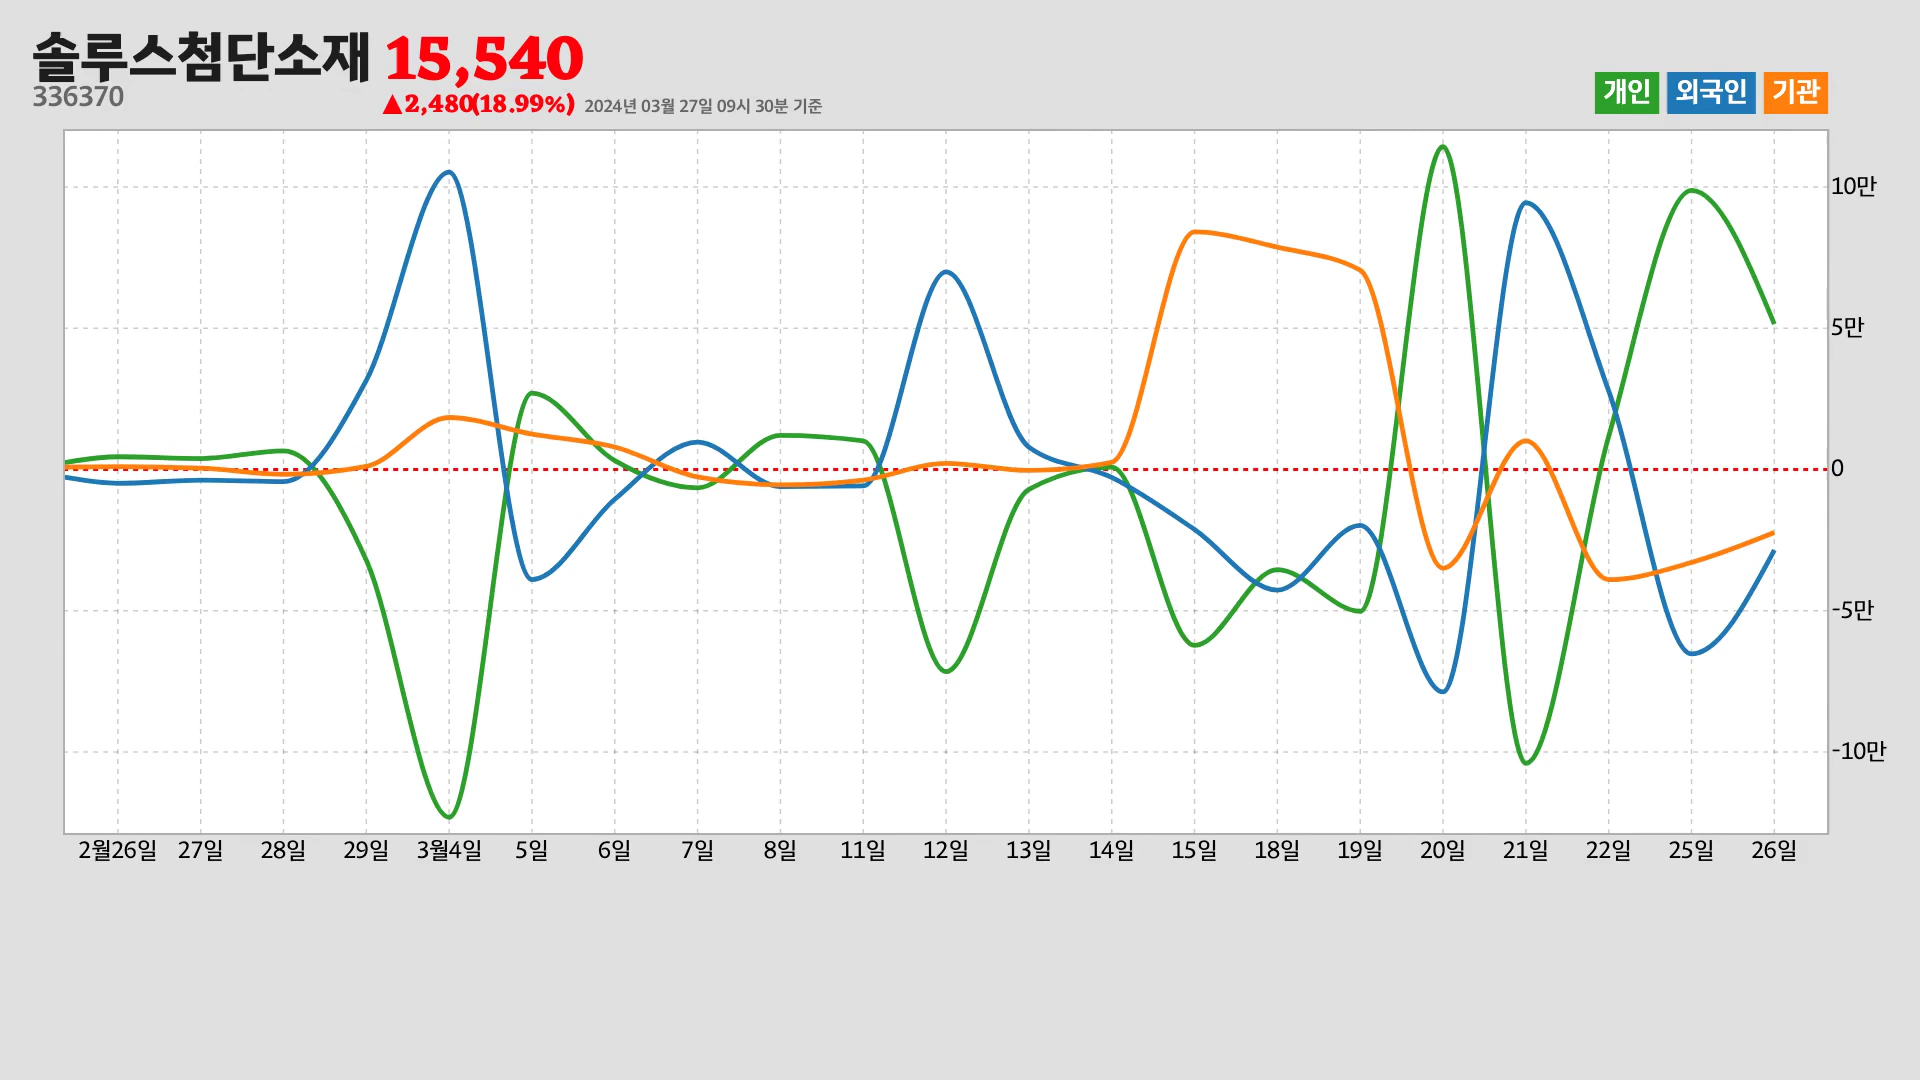 솔루스첨단소재 15,540
336370
▲2,480(18.99%) 2024년 03월 27일 09시 30분 기준
개인 외국인 기관
10만
5만
0
-5만
-10만
2월26일 27일 28일 29일 3월4일 5일 6일 7일 8일 11일 12일 13일 14일 15일 18일 19일 20일 21일 22일 25일 26일